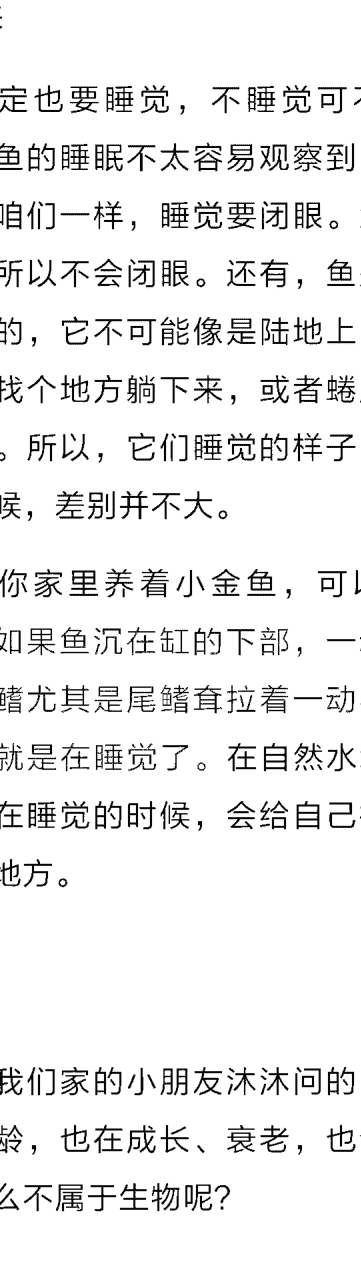 定也要睡觉，不睡觉可不
鱼的睡眠不太容易观察到
咱们一样，睡觉要闭眼。
所以不会闭眼。还有，鱼
的，它不可能像是陆地上
找个地方躺下来，或者蜷
。所以，它们睡觉的样子
候，差别并不大。
你家里养着小金鱼，可以
如果鱼沉在缸的下部，一
鳍尤其是尾鳍耷拉着一动
就是在睡觉了。在自然水
在睡觉的时候，会给自己
地方。
我们家的小朋友沐沐问的
龄，也在成长、衰老，也
么不属于生物呢？